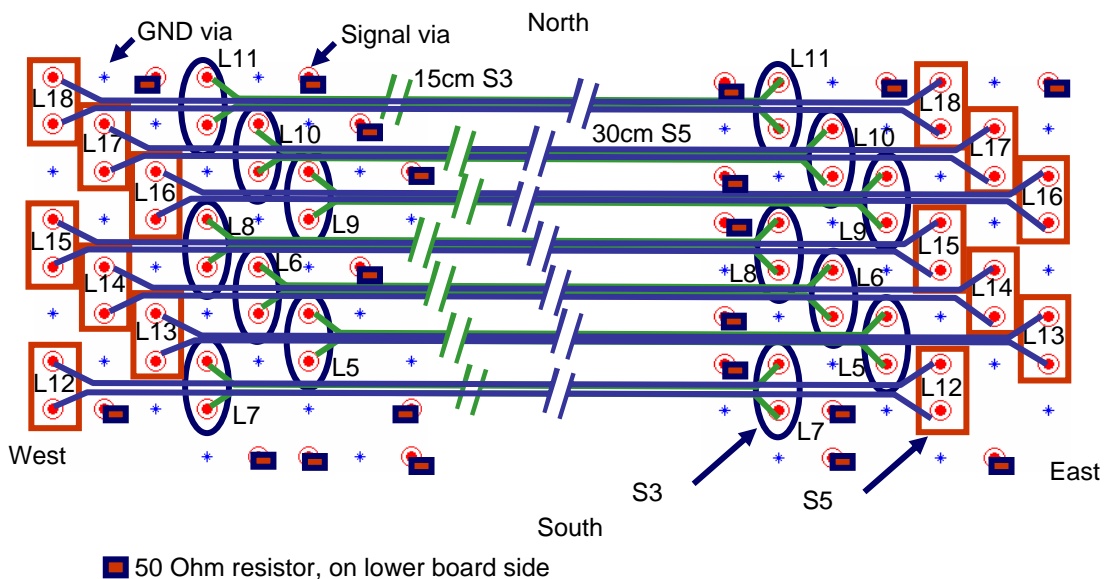 North
GND via
Signal via
L11
15cm S3
L11
L18
L18
L17
L10
30cm S5
L10
L17
L16
L16
L15
L8
L9
L9
L15
L14
L6
L8
L6
L14
L13
L13
L12
L5
L5
L12
L7
L7
West
East
S3
S5
South
50 Ohm resistor, on lower board side